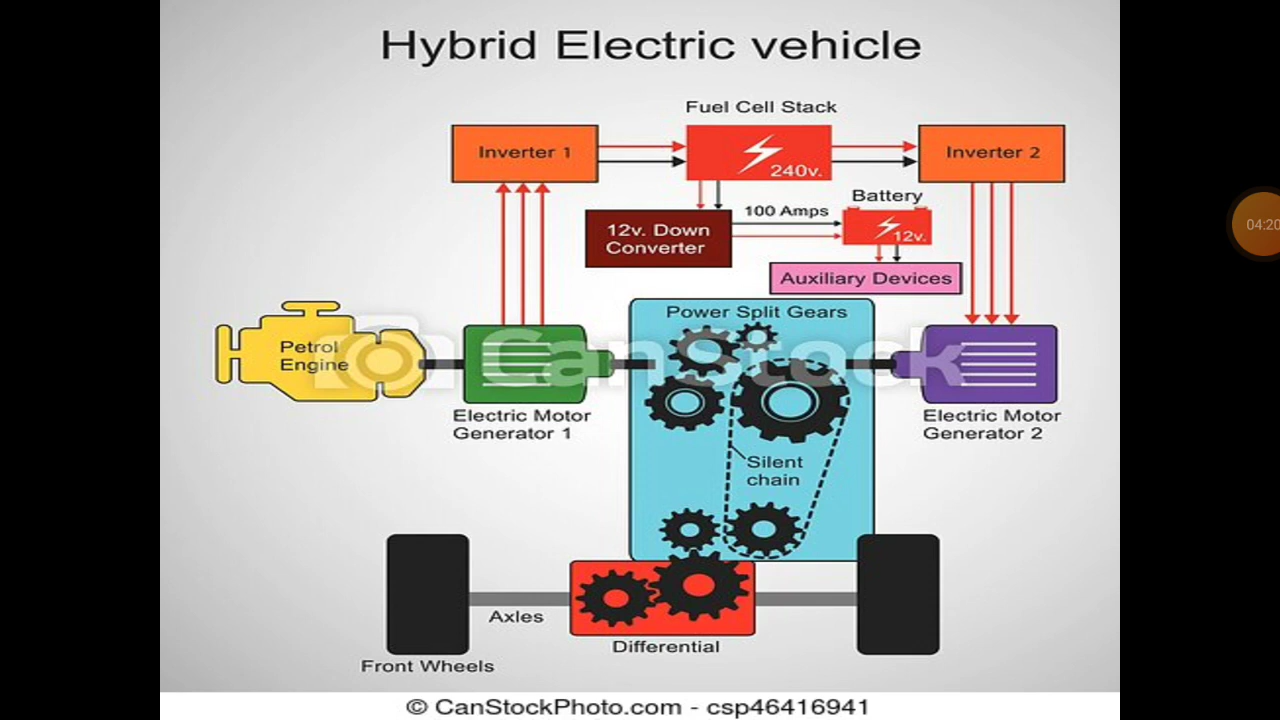 Hybrid Electric vehicle
Fuel Cell Stack
Inverter 1
240v.
Inverter 2
Battery
100 Amps
12v.
12v. Down
Converter
Auxiliary Devices
Power Split Gears
Petrol
Engine
CanStock
Electric Motor
Generator 1
Electric Motor
Generator 2
Silent
chain
Axles
Differential
Front Wheels
© CanStockPhoto.com - csp46416941
04:20